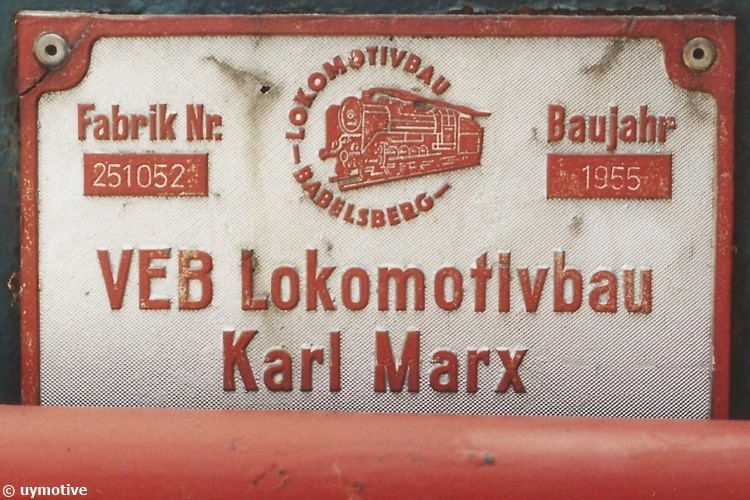 LOKOMOTIVBAU
BABELSBERG
Fabrik Nr.
251052
Baujahr
1955
VEB Lokomotivbau
Karl Marx
© uymotive